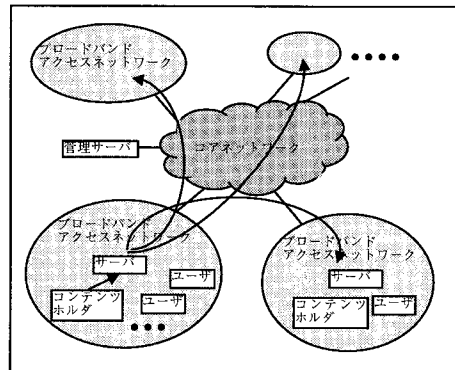 ブロードバンド
アクセスネットワーク
管理サーバ
コアネットワーク
ブロードバンド
アクセスネットワーク
サーバ
ユーザ
コンテンツ
ホルダ
ユーザ
ブロードバンド
アクセスネットワーク
サーバ
コンテンツ
ホルダ
ユーザ